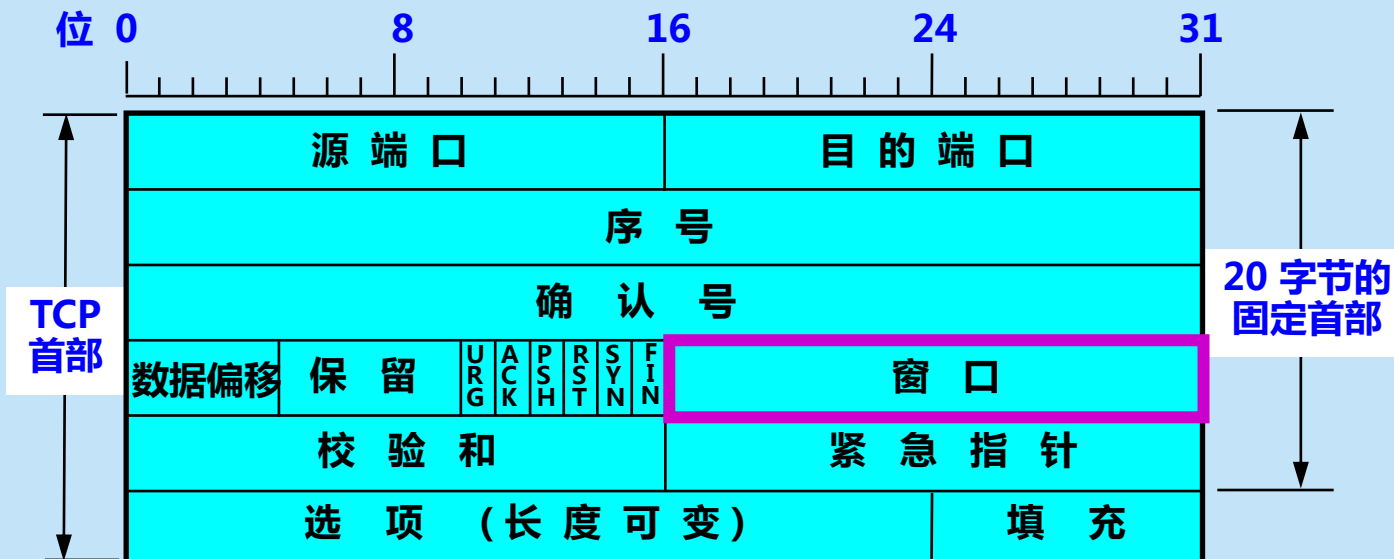 位 0 8 16 24 31
源 端 口 目 的 端 口
序 号
确 认 号
TCP
首部
20 字节的
固定首部
数据偏移 保 留 URG ACK PSH RST SYN FIN 窗 口
校 验 和 紧 急 指 针
选 项 (长 度 可 变) 填 充